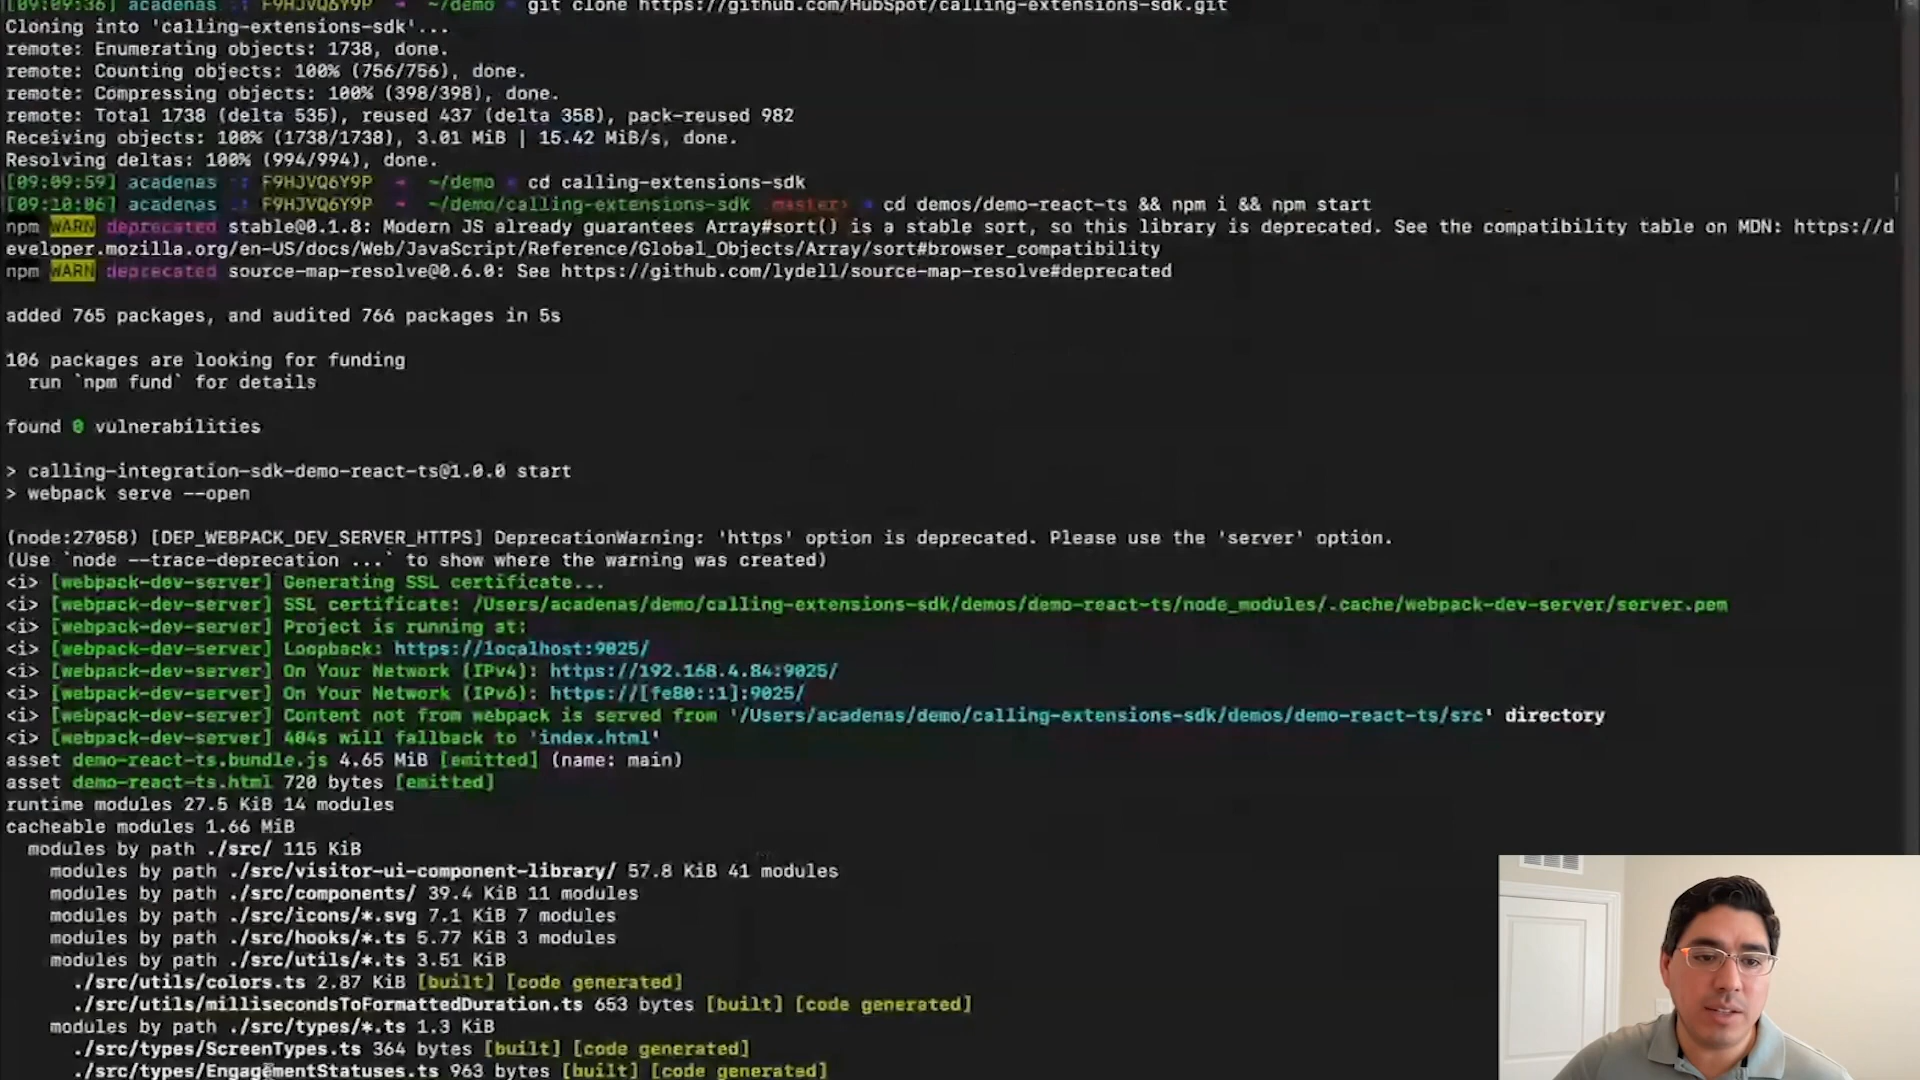 [09:09:36] acadenas :: F9HJVQ6Y9P → ~/demo git clone https://github.com/HubSpot/calling-extensions-sdk.git
Cloning into 'calling-extensions-sdk'...
remote: Enumerating objects: 1738, done.
remote: Counting objects: 100% (756/756), done.
remote: Compressing objects: 100% (398/398), done.
remote: Total 1738 (delta 535), reused 437 (delta 358), pack-reused 982
Receiving objects: 100% (1738/1738), 3.01 MiB | 15.42 MiB/s, done.
Resolving deltas: 100% (994/994), done.
[09:09:59] acadenas :: F9HJVQ6Y9P → ~/demo cd calling-extensions-sdk
[09:10:06] acadenas :: F9HJVQ6Y9P → ~/demo/calling-extensions-sdk master> cd demos/demo-react-ts && npm i && npm start
npm WARN deprecated stable@0.1.8: Modern JS already guarantees Array#sort() is a stable sort, so this library is deprecated. See the compatibility table on MDN: https://d
eveloper.mozilla.org/en-US/docs/Web/JavaScript/Reference/Global_Objects/Array/sort#browser_compatibility
npm WARN deprecated source-map-resolve@0.6.0: See https://github.com/lydell/source-map-resolve#deprecated
added 765 packages, and audited 766 packages in 5s
106 packages are looking for funding
run `npm fund` for details
found 0 vulnerabilities
> calling-integration-sdk-demo-react-ts@1.0.0 start
> webpack serve --open
(node:27058) [DEP_WEBPACK_DEV_SERVER_HTTPS] DeprecationWarning: 'https' option is deprecated. Please use the 'server' option.
(Use `node --trace-deprecation ...` to show where the warning was created)
<i> [webpack-dev-server] Generating SSL certificate...
<i> [webpack-dev-server] SSL certificate: /Users/acadenas/demo/calling-extensions-sdk/demos/demo-react-ts/node_modules/.cache/webpack-dev-server/server.pem
<i> [webpack-dev-server] Project is running at:
<i> [webpack-dev-server] Loopback: https://localhost:9025/
<i> [webpack-dev-server] On Your Network (IPv4): https://192.168.4.84:9025/
<i> [webpack-dev-server] On Your Network (IPv6): https://[fe80::1]:9025/
<i> [webpack-dev-server] Content not from webpack is served from '/Users/acadenas/demo/calling-extensions-sdk/demos/demo-react-ts/src' directory
<i> [webpack-dev-server] 404s will fallback to 'index.html'
asset demo-react-ts.bundle.js 4.65 MiB [emitted] (name: main)
asset demo-react-ts.html 720 bytes [emitted]
runtime modules 27.5 KiB 14 modules
cacheable modules 1.66 MiB
modules by path ./src/ 115 KiB
modules by path ./src/visitor-ui-component-library/ 57.8 KiB 41 modules
modules by path ./src/components/ 39.4 KiB 11 modules
modules by path ./src/icons/*.svg 7.1 KiB 7 modules
modules by path ./src/hooks/*.ts 5.77 KiB 3 modules
modules by path ./src/utils/*.ts 3.51 KiB
./src/utils/colors.ts 2.87 KiB [built] [code generated]
./src/utils/millisecondsToFormattedDuration.ts 653 bytes [built] [code generated]
modules by path ./src/types/*.ts 1.3 KiB
./src/types/ScreenTypes.ts 364 bytes [built] [code generated]
./src/types/EngagementStatuses.ts 963 bytes [built] [code generated]